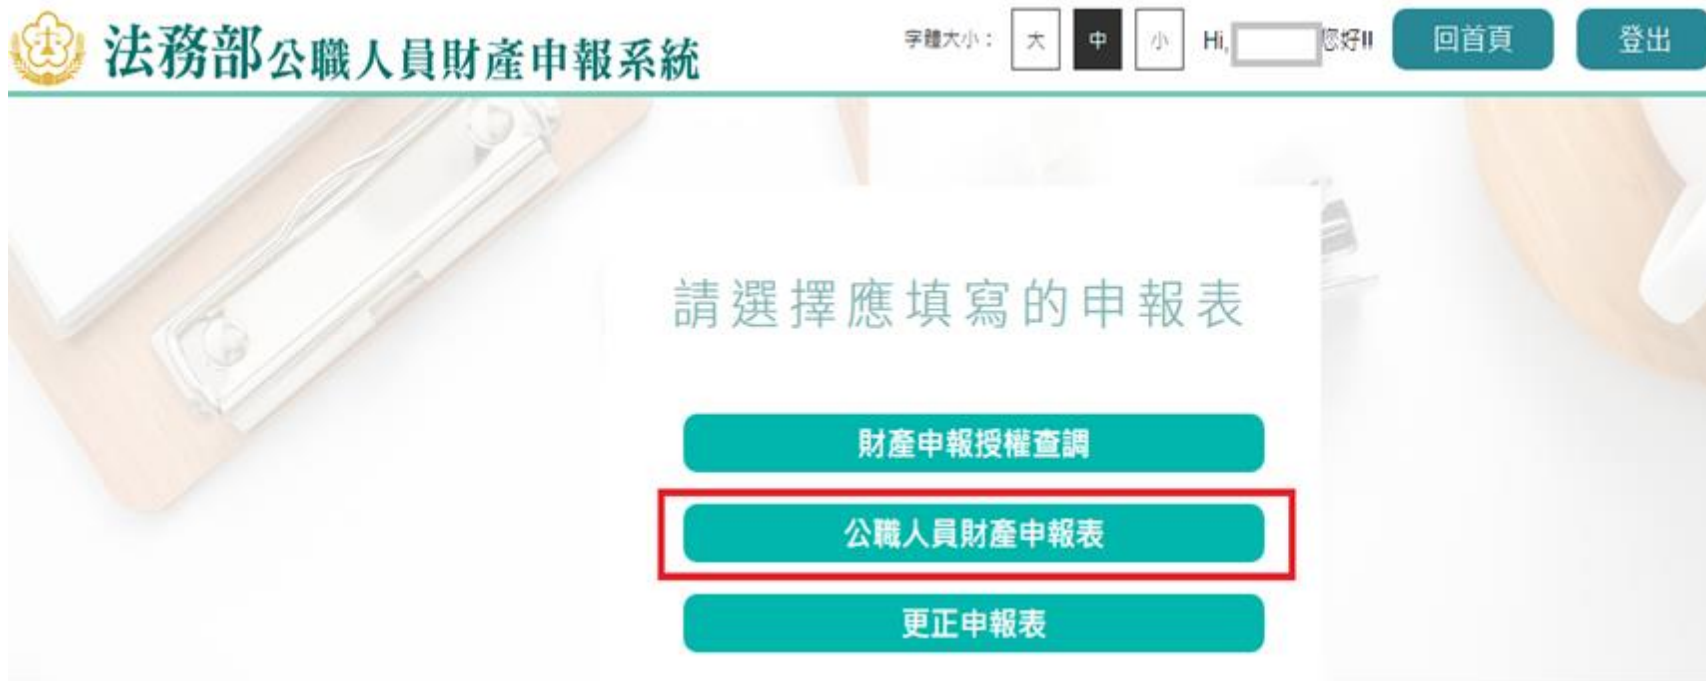 法務部公職人員財產申報系統
字體大小： 大 中 小 Hi, 您好!! 回首頁 登出
請選擇應填寫的申報表
財產申報授權查調
公職人員財產申報表
更正申報表